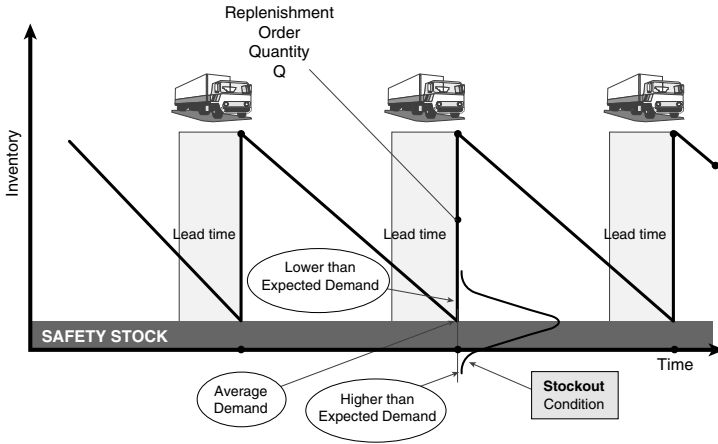 Replenishment
Order
Quantity
Q
Inventory
Lead time
Lead time
Lead time
Lower than
Expected Demand
SAFETY STOCK
Time
Average
Demand
Higher than
Expected Demand
Stockout
Condition